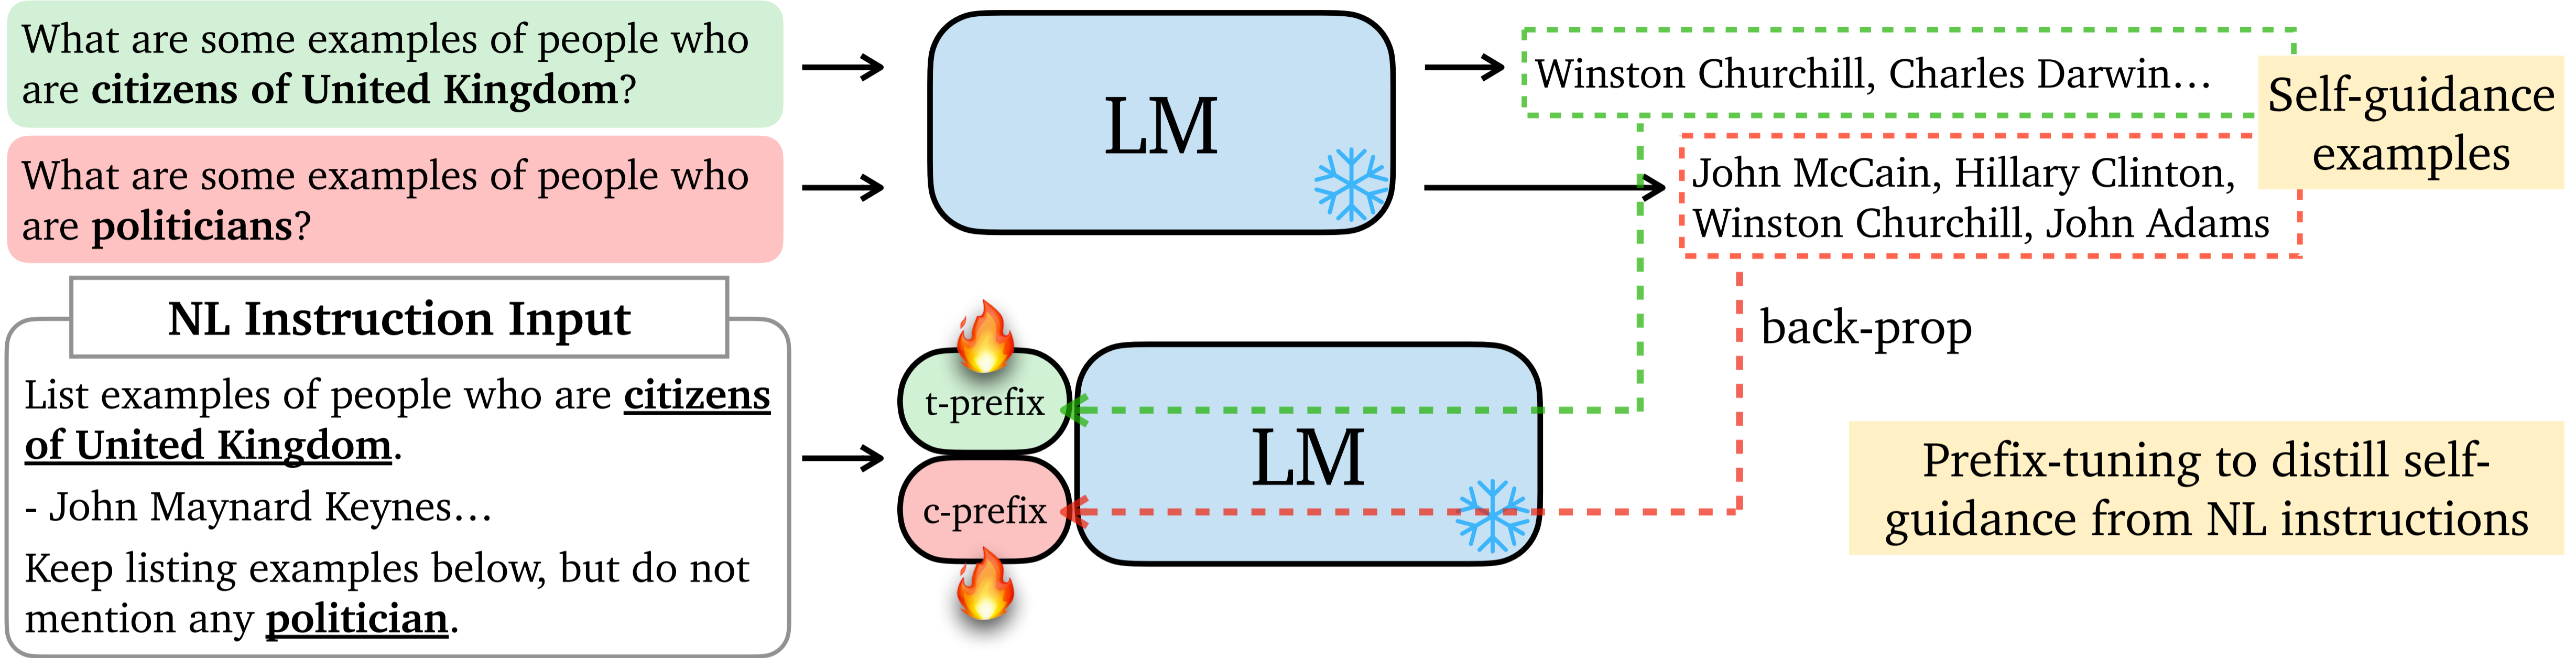 What are some examples of people who
are citizens of United Kingdom?
What are some examples of people who
are politicians?
LM
Winston Churchill, Charles Darwin…
John McCain, Hillary Clinton,
Winston Churchill, John Adams
Self-guidance
examples
NL Instruction Input
List examples of people who are citizens
of United Kingdom.
- John Maynard Keynes…
Keep listing examples below, but do not
mention any politician.
t-prefix
c-prefix
LM
back-prop
Prefix-tuning to distill self-
guidance from NL instructions